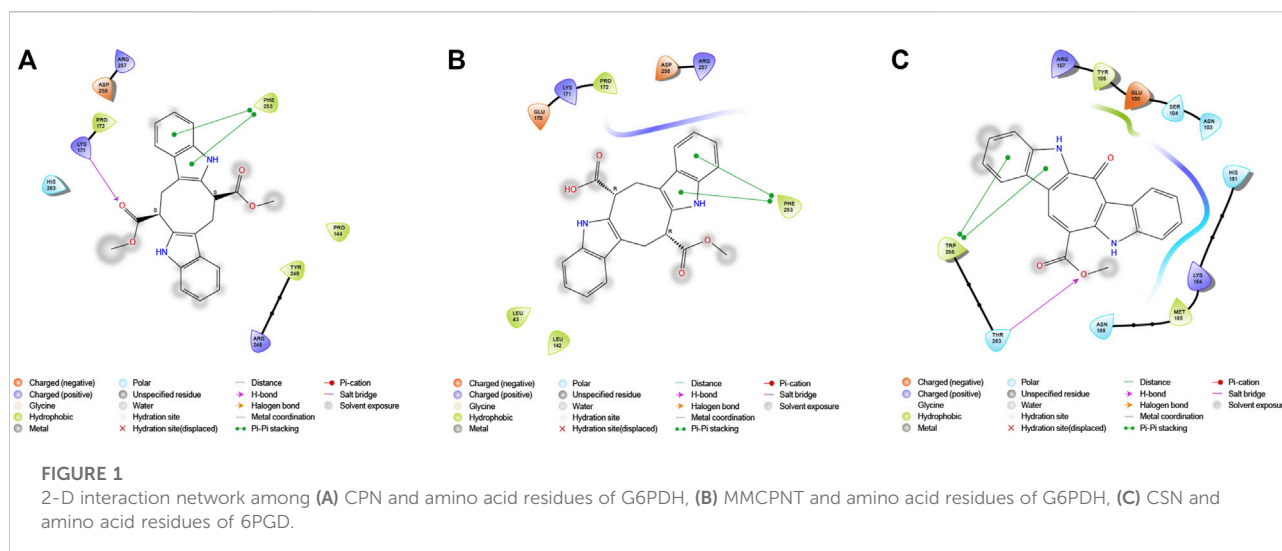 A
B
C
ARG
257
ASP
258
PRO
172
LYS
171
HIS
263
PHE
253
NH
S
O
O
S
O
O
HN
PRO
144
TYR
249
ARG
246
ASP
258
ARG
257
PRO
172
LYS
171
GLU
170
O
HO
R
HN
NH
R
O
O
PHE
253
LEU
43
LEU
142
ARG
107
TYR
106
GLU
105
SER
104
ASN
103
HIS
181
H
N
O
N
H
O
O
TRP
265
THR
263
LYS
184
MET
185
ASN
188
Charged (negative)
Charged (positive)
Glycine
Hydrophobic
Metal
Polar
Unspecified residue
Water
Hydration site
Hydration site(displaced)
Distance
H-bond
Halogen bond
Metal coordination
Pi-Pi stacking
Pi-cation
Salt bridge
Solvent exposure
Charged (negative)
Charged (positive)
Glycine
Hydrophobic
Metal
Polar
Unspecified residue
Water
Hydration site
Hydration site(displaced)
Distance
H-bond
Halogen bond
Metal coordination
Pi-Pi stacking
Pi-cation
Salt bridge
Solvent exposure
Charged (negative)
Charged (positive)
Glycine
Hydrophobic
Metal
Polar
Unspecified residue
Water
Hydration site
Hydration site(displaced)
Distance
H-bond
Halogen bond
Metal coordination
Pi-Pi stacking
Pi-cation
Salt bridge
Solvent exposure
FIGURE 1
2-D interaction network among (A) CPN and amino acid residues of G6PDH, (B) MMCPNT and amino acid residues of G6PDH, (C) CSN and
amino acid residues of 6PGD.